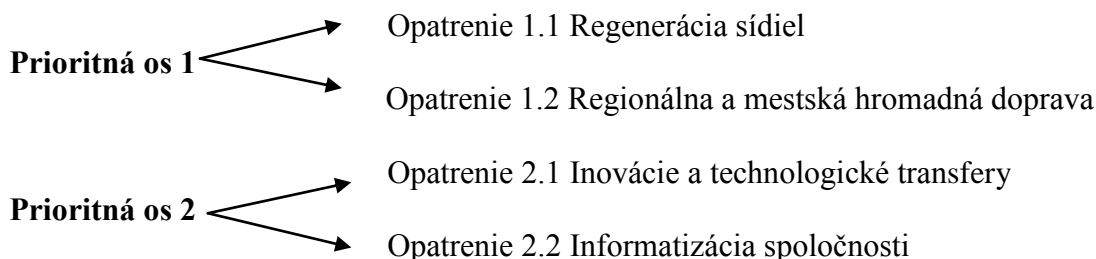 Opatrenie 1.1 Regenerácia sídiel
Prioritná os 1
Opatrenie 1.2 Regionálna a mestská hromadná doprava
Opatrenie 2.1 Inovácie a technologické transfery
Prioritná os 2
Opatrenie 2.2 Informatizácia spoločnosti